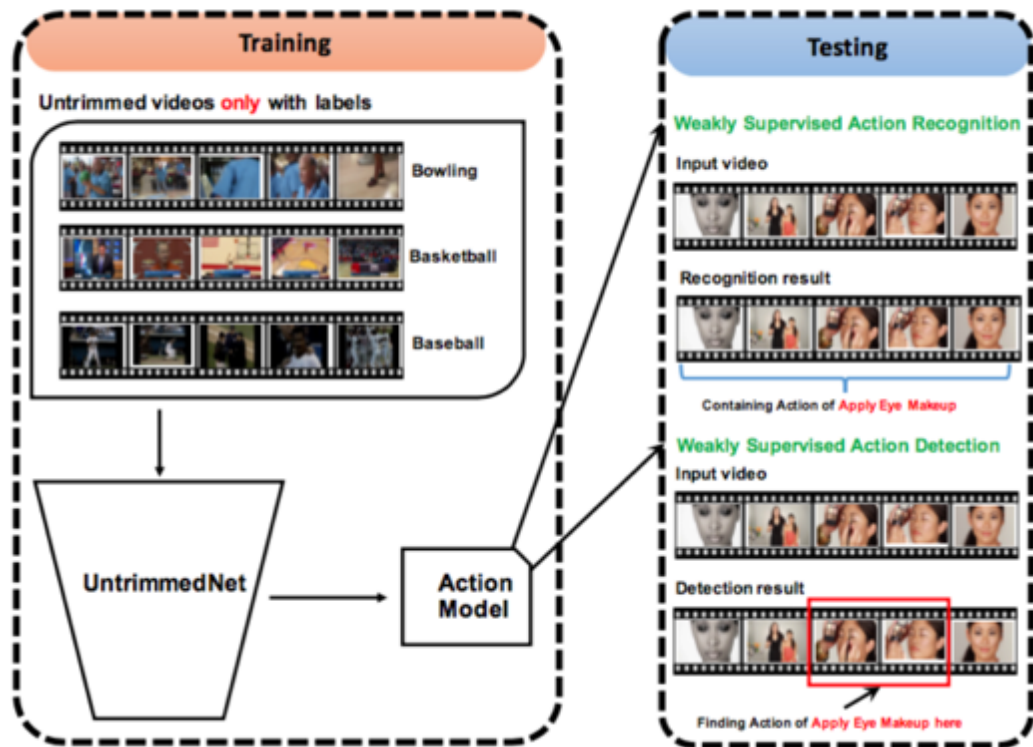 Training
Untrimmed videos only with labels
Bowling
Basketball
Baseball
UntrimmedNet
Action
Model
Testing
Weakly Supervised Action Recognition
Input video
Recognition result
Containing Action of Apply Eye Makeup
Weakly Supervised Action Detection
Input video
Detection result
Finding Action of Apply Eye Makeup here